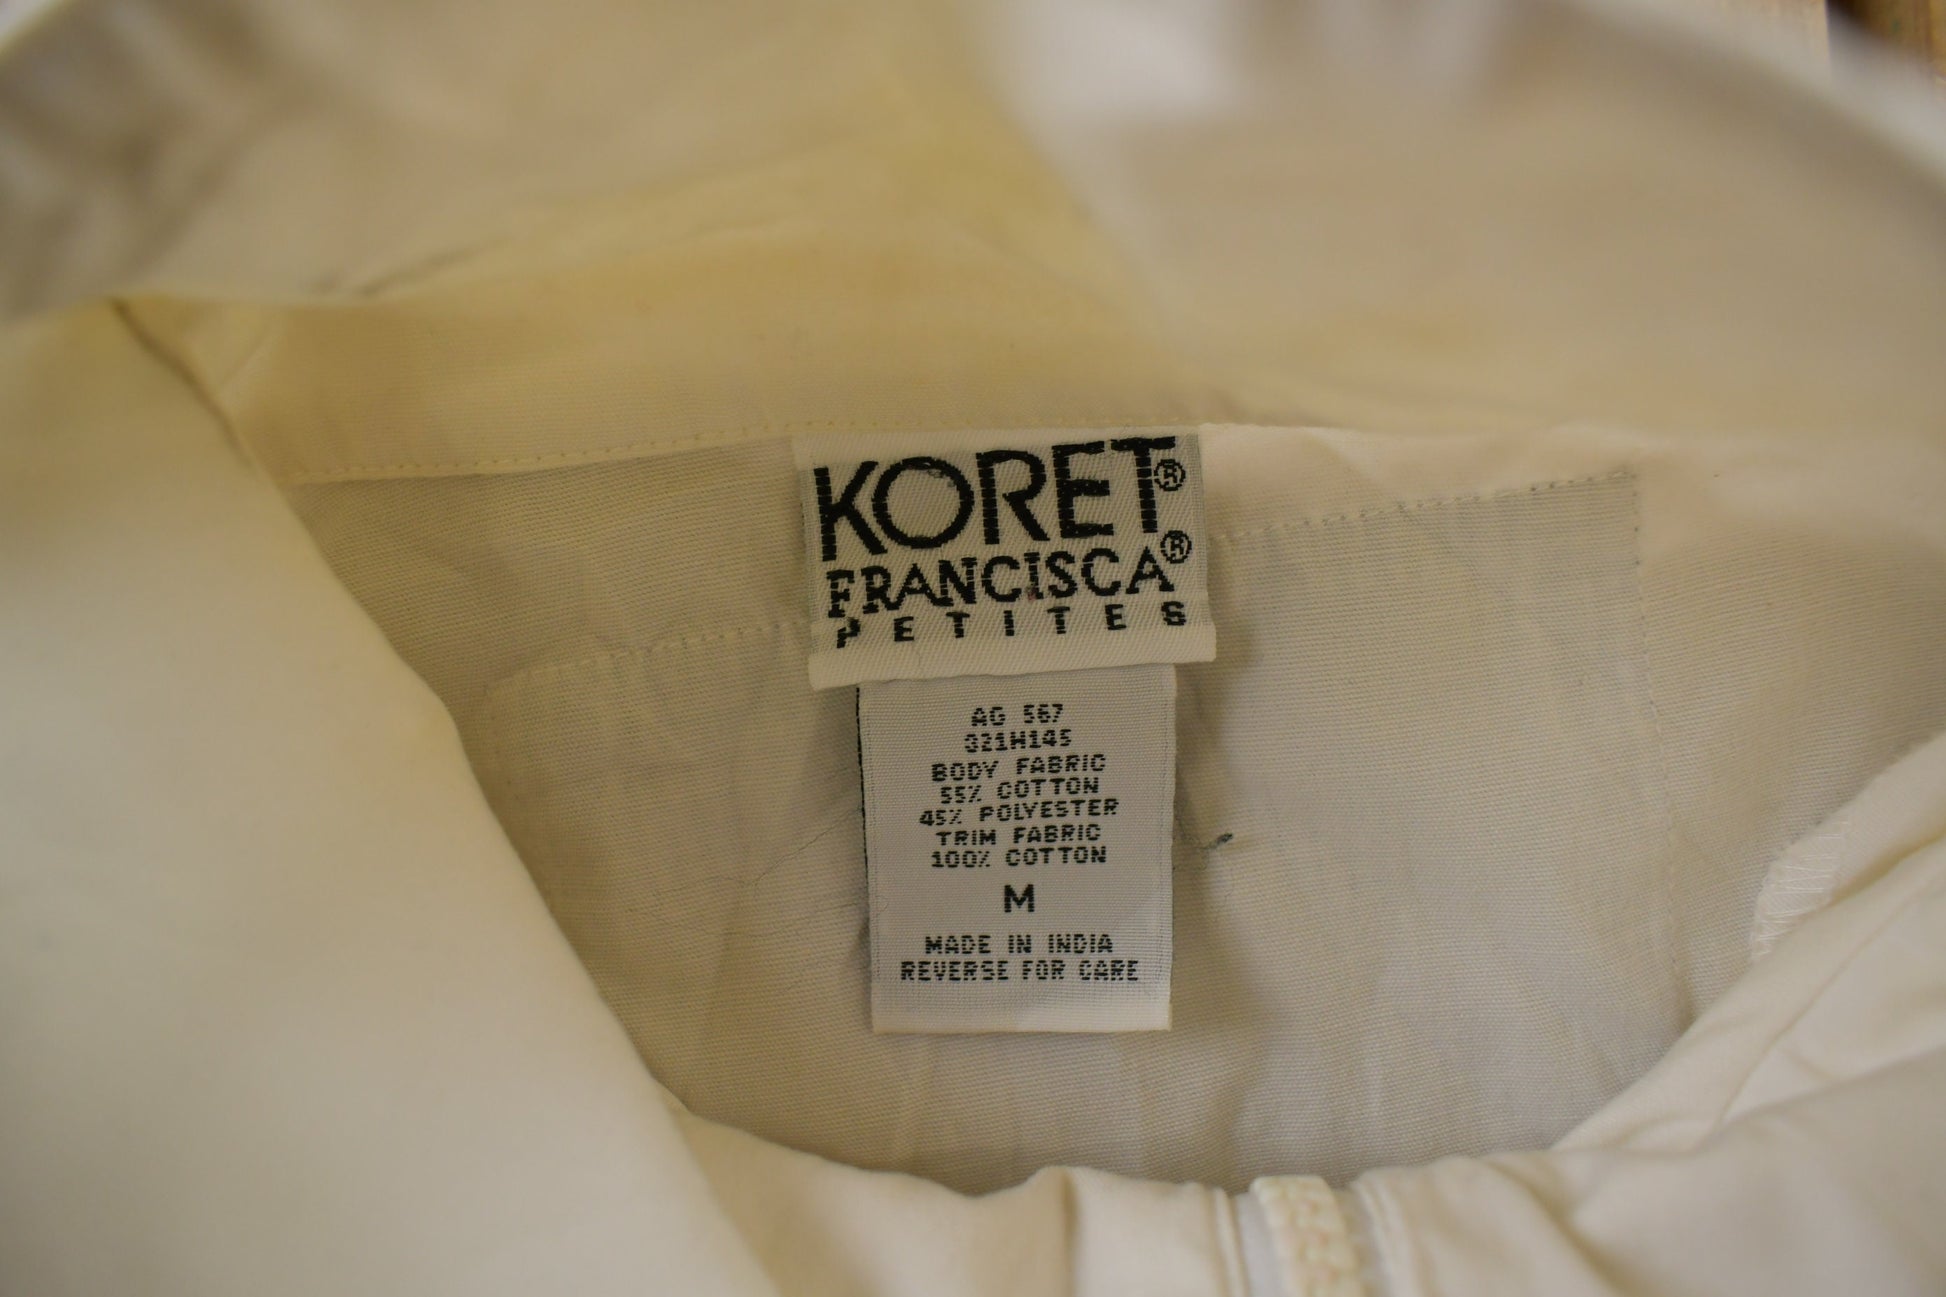 KORET®
FRANCISCA®
PETITES
AG 567
321H145
BODY FABRIC
55% COTTON
45% POLYESTER
TRIM FABRIC
100% COTTON
M
MADE IN INDIA
REVERSE FOR CARE